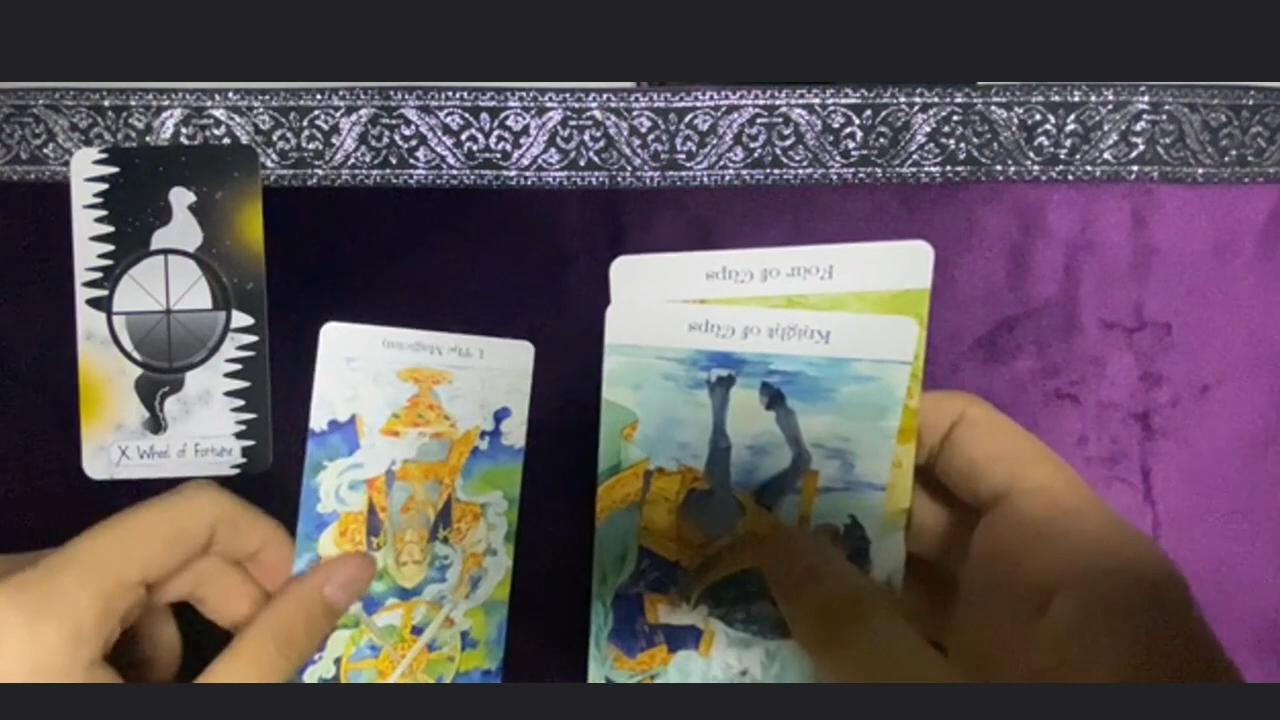 X Wheel of Fortune
I. The Magician
Four of Cups
Knight of Cups